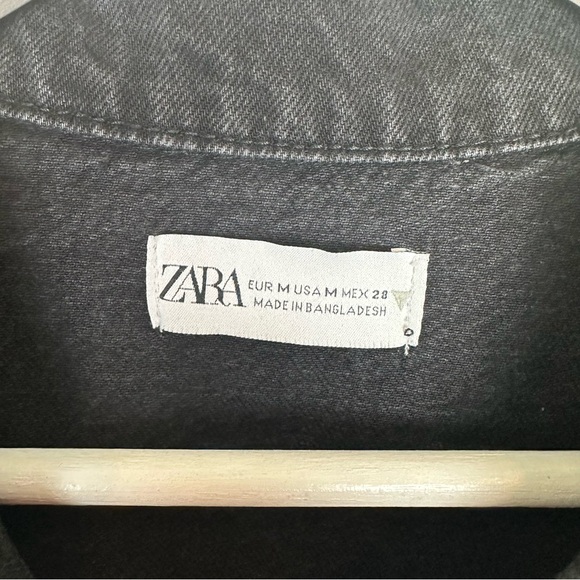 ZARA
EUR M USA M MEX 28
MADE IN BANGLADESH